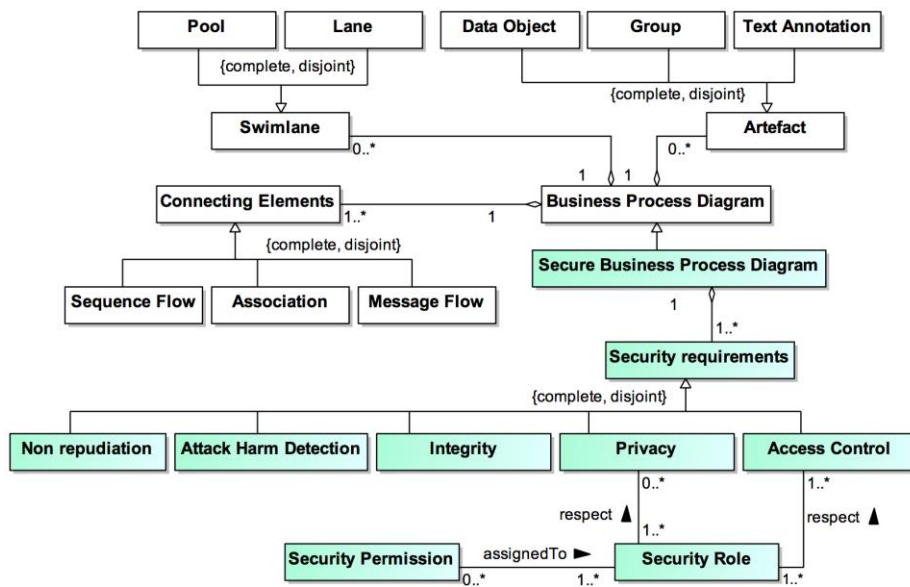 Pool
Lane
Data Object
Group
Text Annotation
{complete, disjoint}
{complete, disjoint}
Swimlane
Artefact
0..*
0..*
1
1
Connecting Elements
Business Process Diagram
1..*
1
{complete, disjoint}
Secure Business Process Diagram
Sequence Flow
Association
Message Flow
1
1..*
Security requirements
{complete, disjoint}
Non repudiation
Attack Harm Detection
Integrity
Privacy
Access Control
0..*
1..*
respect ▲
respect ▲
1..*
Security Permission
assignedTo ►
Security Role
0..*
1..*
1..*